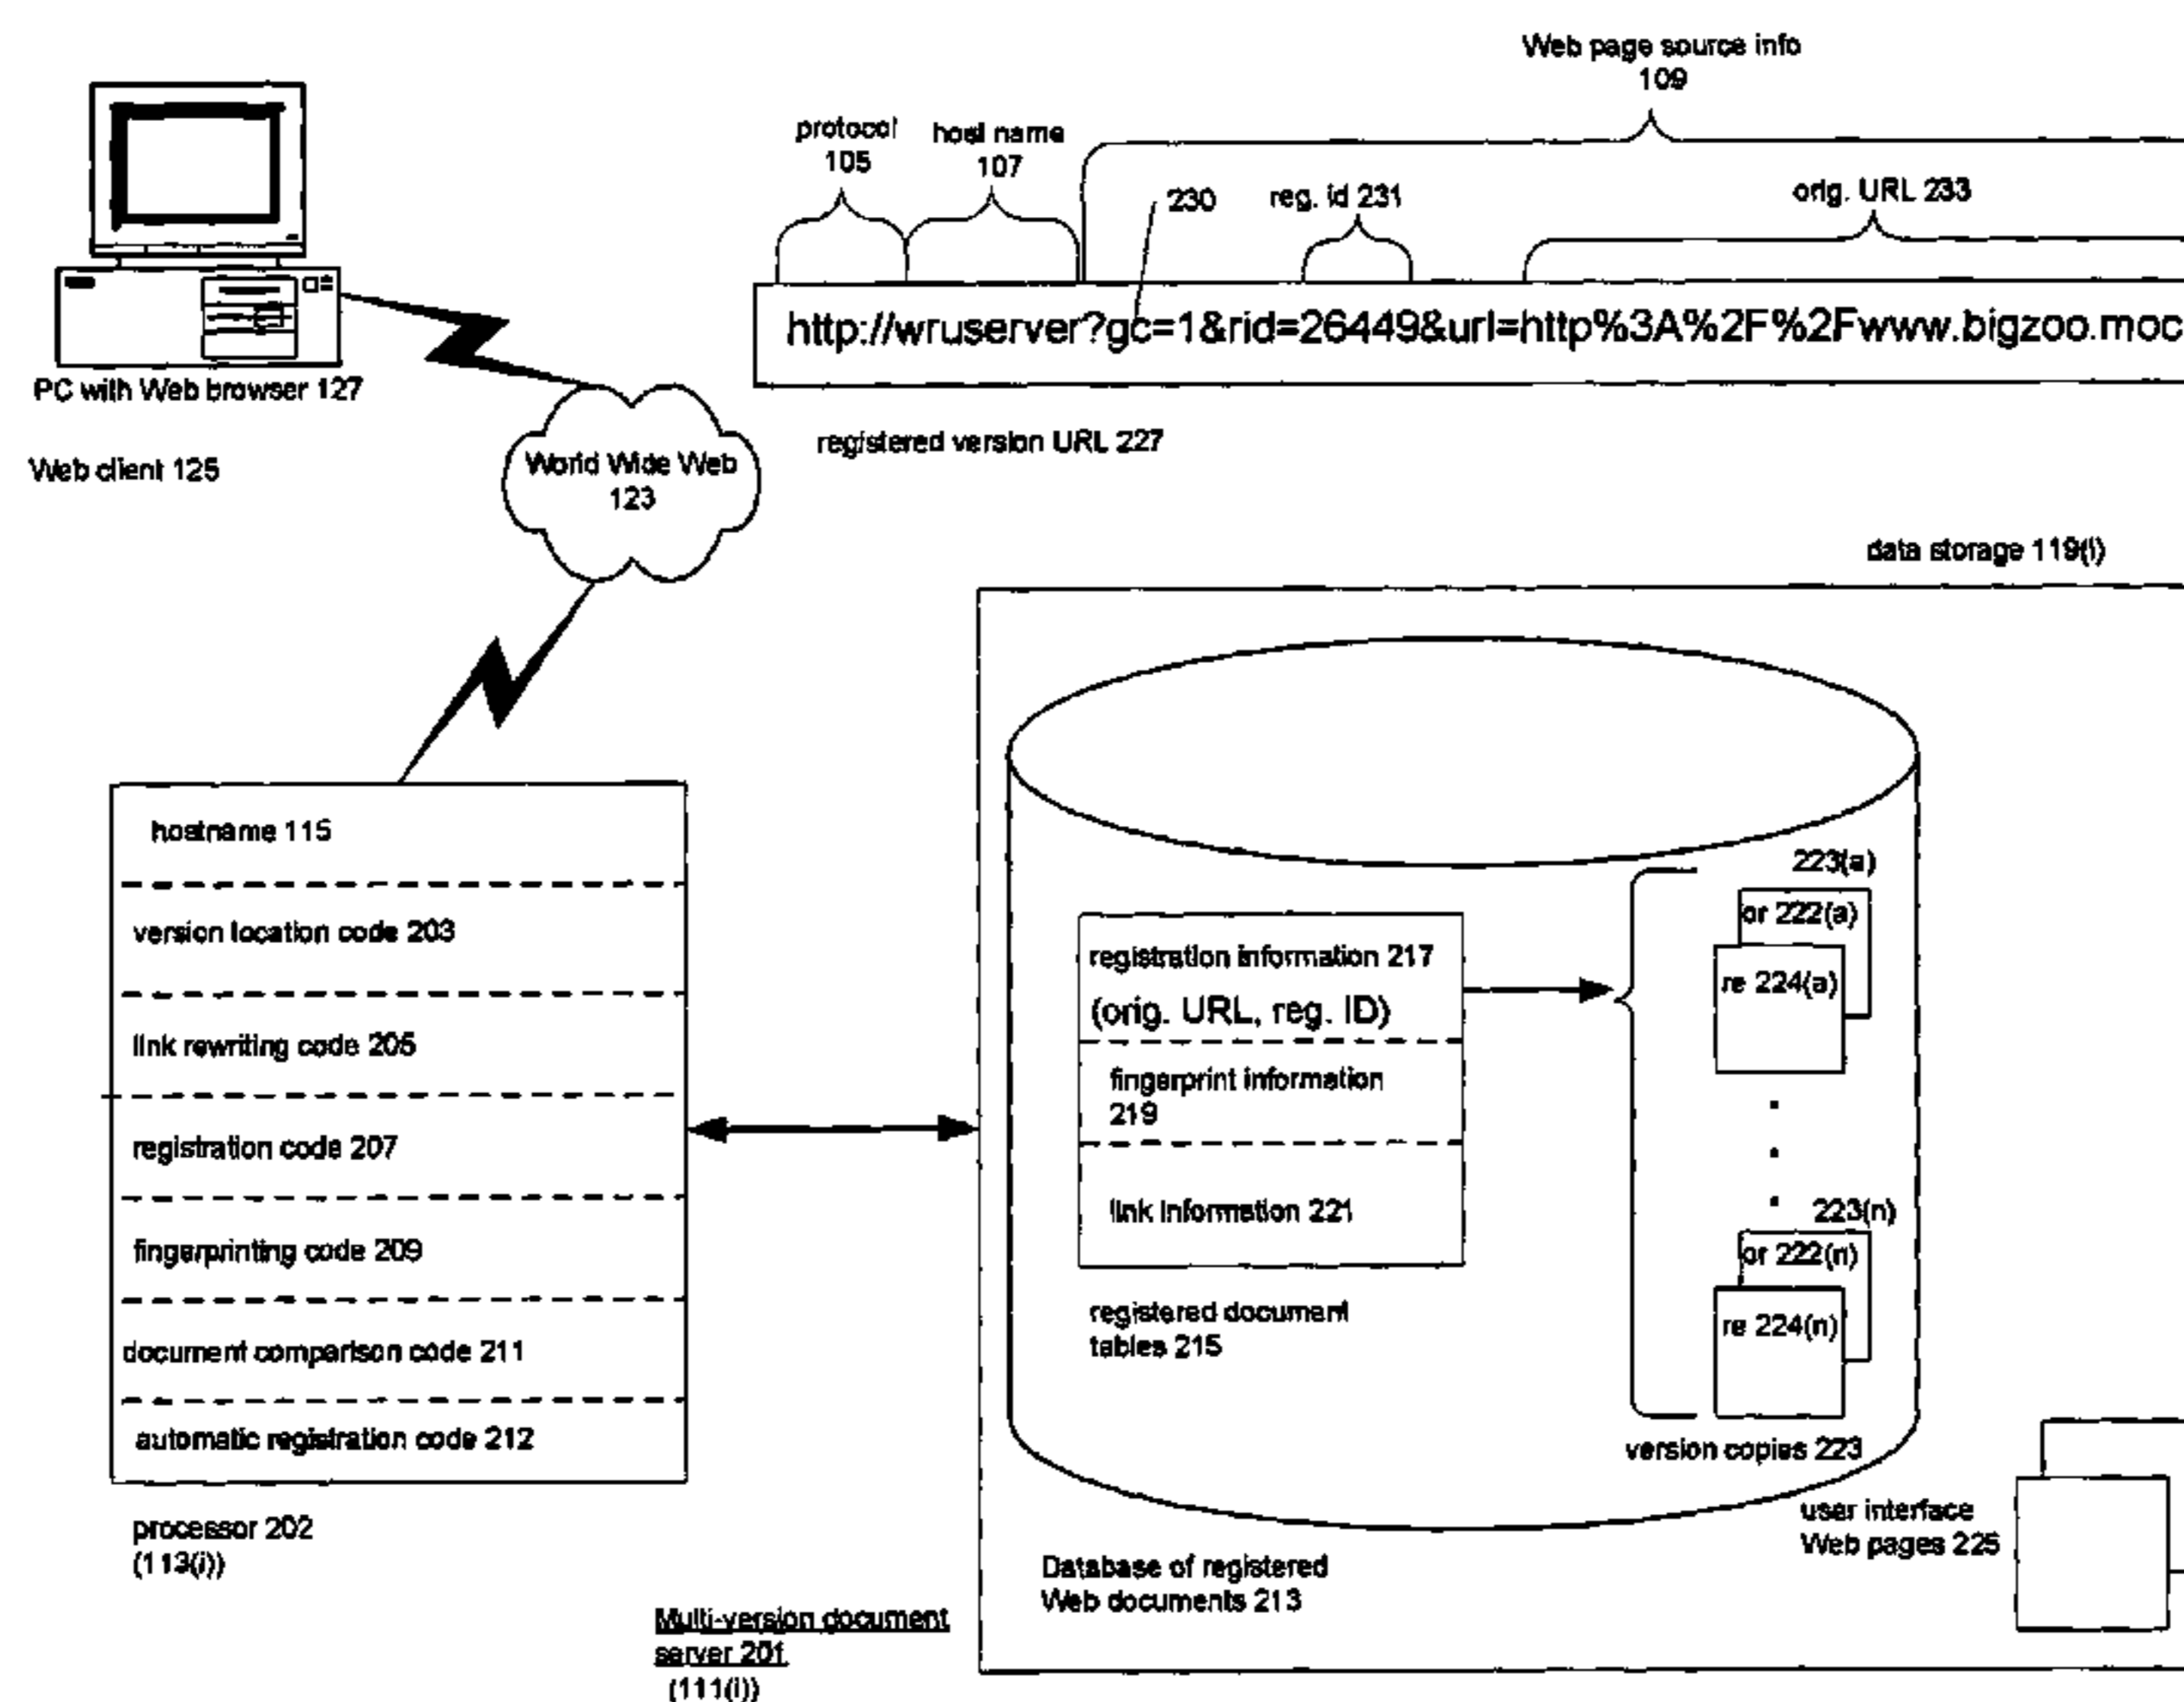 Web page source info
109
protocol
105
host name
107
230
reg. id 231
orig. URL 233
http://wruserver?gc=1&rid=26449&url=http%3A%2F%2Fwww.bigzoo.moc
registered version URL 227
PC with Web browser 127
Web client 125
World Wide Web
123
data storage 119(i)
hostname 115
version location code 203
link rewriting code 205
registration code 207
fingerprinting code 209
document comparison code 211
automatic registration code 212
processor 202
(113(i))
Multi-version document
server 201
(111(i))
registration information 217
(orig. URL, reg. ID)
fingerprint information
219
link information 221
registered document
tables 215
223(a)
or 222(a)
re 224(a)
223(n)
or 222(n)
re 224(n)
version copies 223
Database of registered
Web documents 213
user interface
Web pages 225